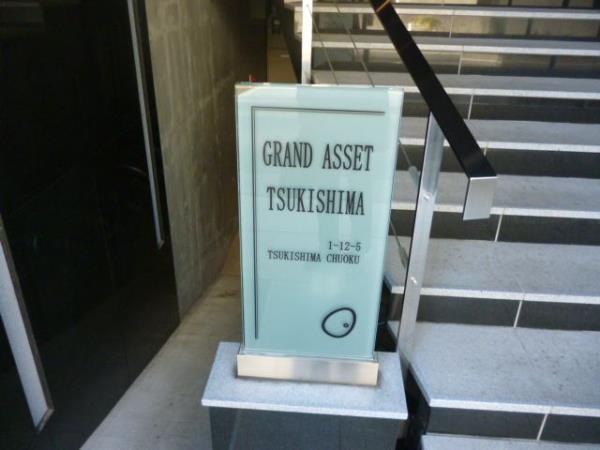 GRAND ASSET
TSUKISHIMA
1-12-5
TSUKISHIMA CHUOKU